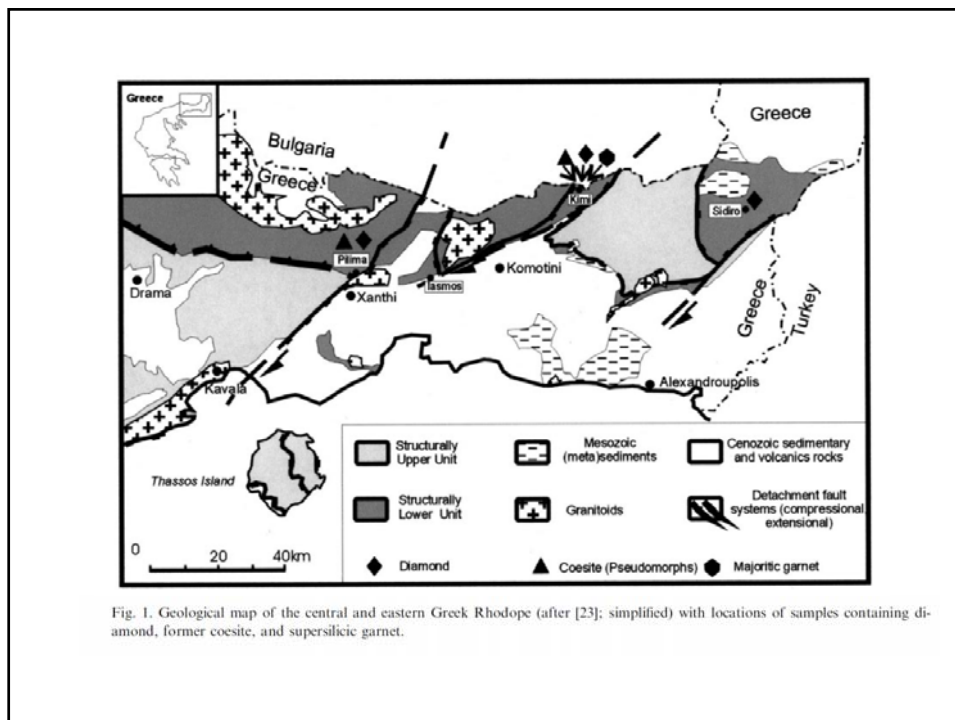 Greece
Greece
Bulgaria
Greece
Kimi
Sidiro
Pilima
Iasmos
Komotini
Drama
Xanthi
Greece
Turkey
Kavala
Alexandroupolis
Thassos Island
Structurally
Upper Unit
Mesozoic
(meta)sediments
Cenozoic sedimentary
and volcanics rocks
Structurally
Lower Unit
Granitoids
Detachment fault
systems (compressional,
extensional)
0 20 40km
Diamond
Coesite (Pseudomorphs)
Majoritic garnet
Fig. 1. Geological map of the central and eastern Greek Rhodope (after [23]; simplified) with locations of samples containing di-
amond, former coesite, and supersilicic garnet.